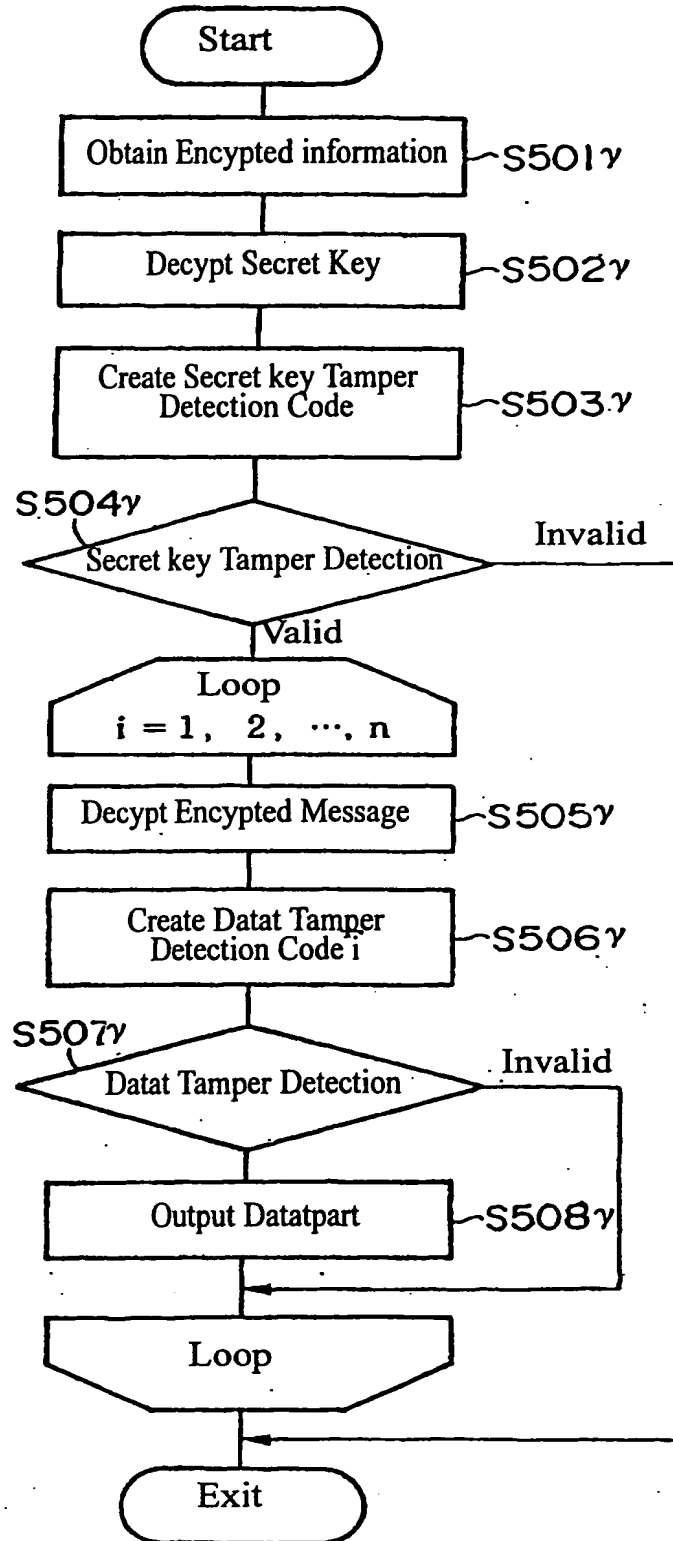 Start
Obtain Encypted information
S501γ
Decypt Secret Key
S502γ
Create Secret key Tamper
Detection Code
S503γ
S504γ
Secret key Tamper Detection
Invalid
Valid
Loop
i = 1, 2, ···, n
Decypt Encypted Message
S505γ
Create Datat Tamper
Detection Code i
S506γ
S507γ
Datat Tamper Detection
Invalid
Output Datatpart
S508γ
Loop
Exit